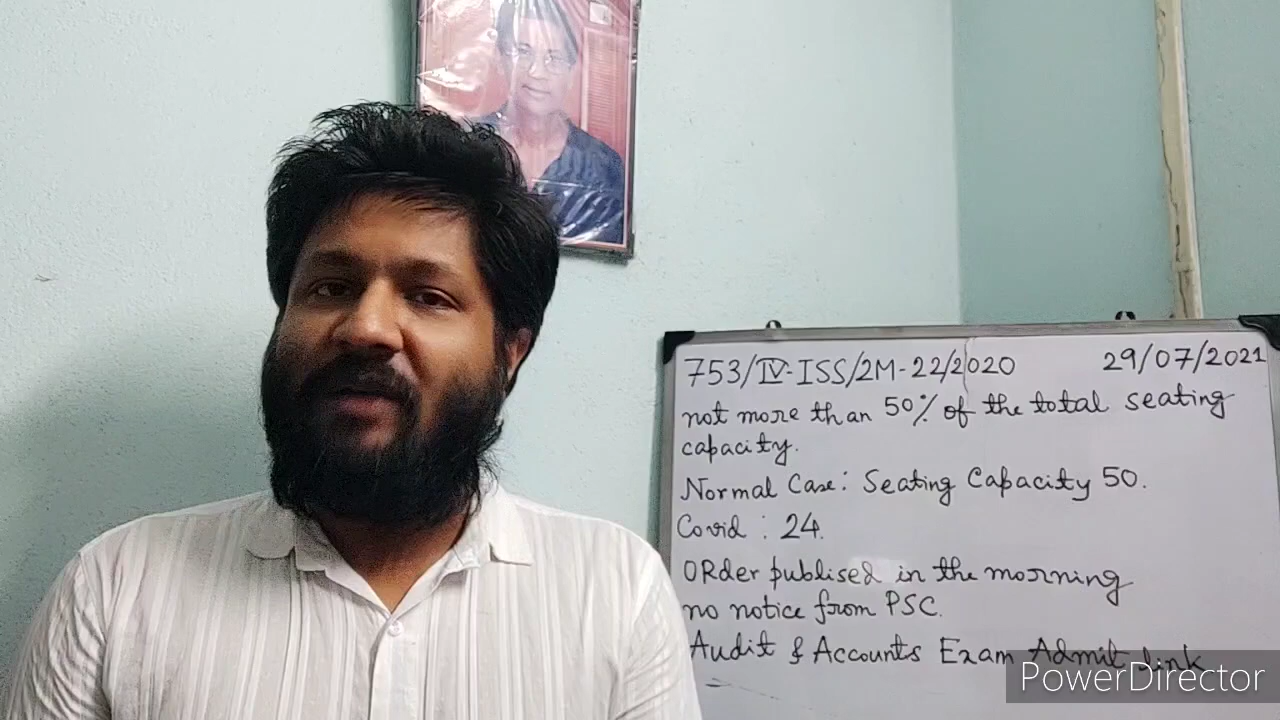 753/IV-ISS/2M-22/2020 29/07/2021
not more than 50% of the total seating
capacity.
Normal Case: Seating Capacity 50.
Covid : 24.
ORder publised in the morning
no notice from PSC.
Audit & Accounts Exam Admit link
PowerDirector